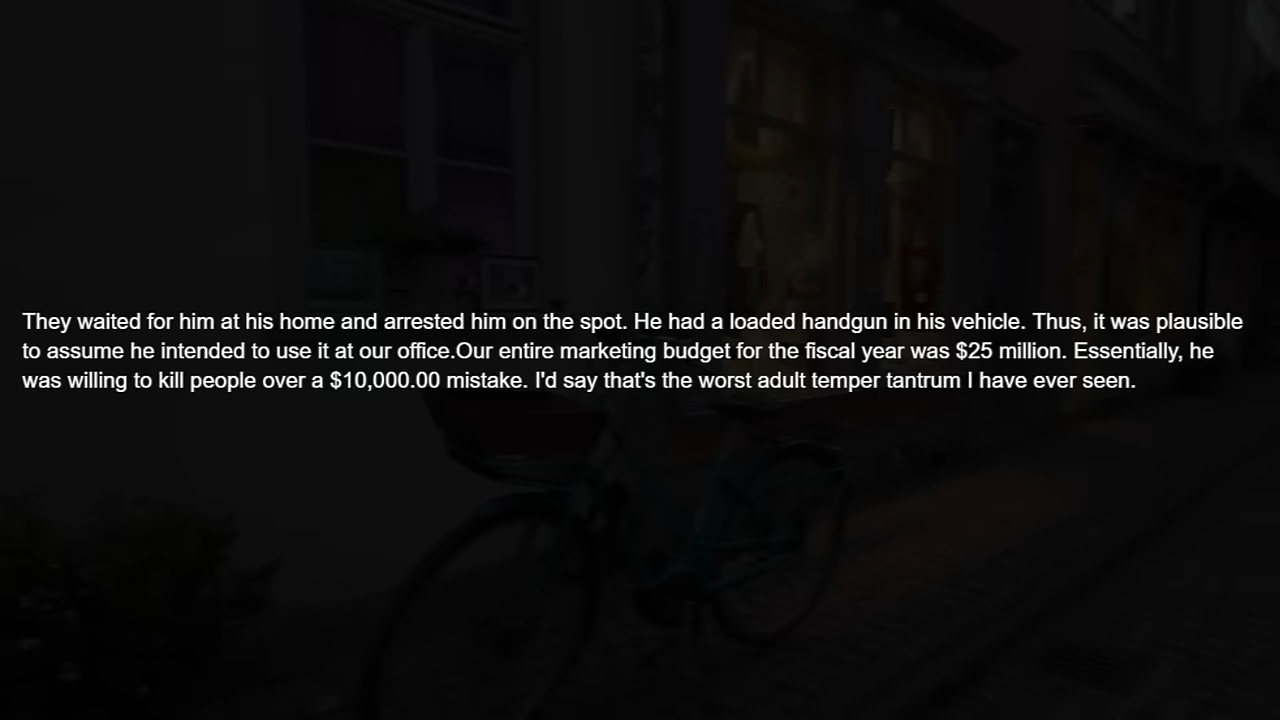 They waited for him at his home and arrested him on the spot. He had a loaded handgun in his vehicle. Thus, it was plausible
to assume he intended to use it at our office.Our entire marketing budget for the fiscal year was $25 million. Essentially, he
was willing to kill people over a $10,000.00 mistake. I'd say that's the worst adult temper tantrum I have ever seen.